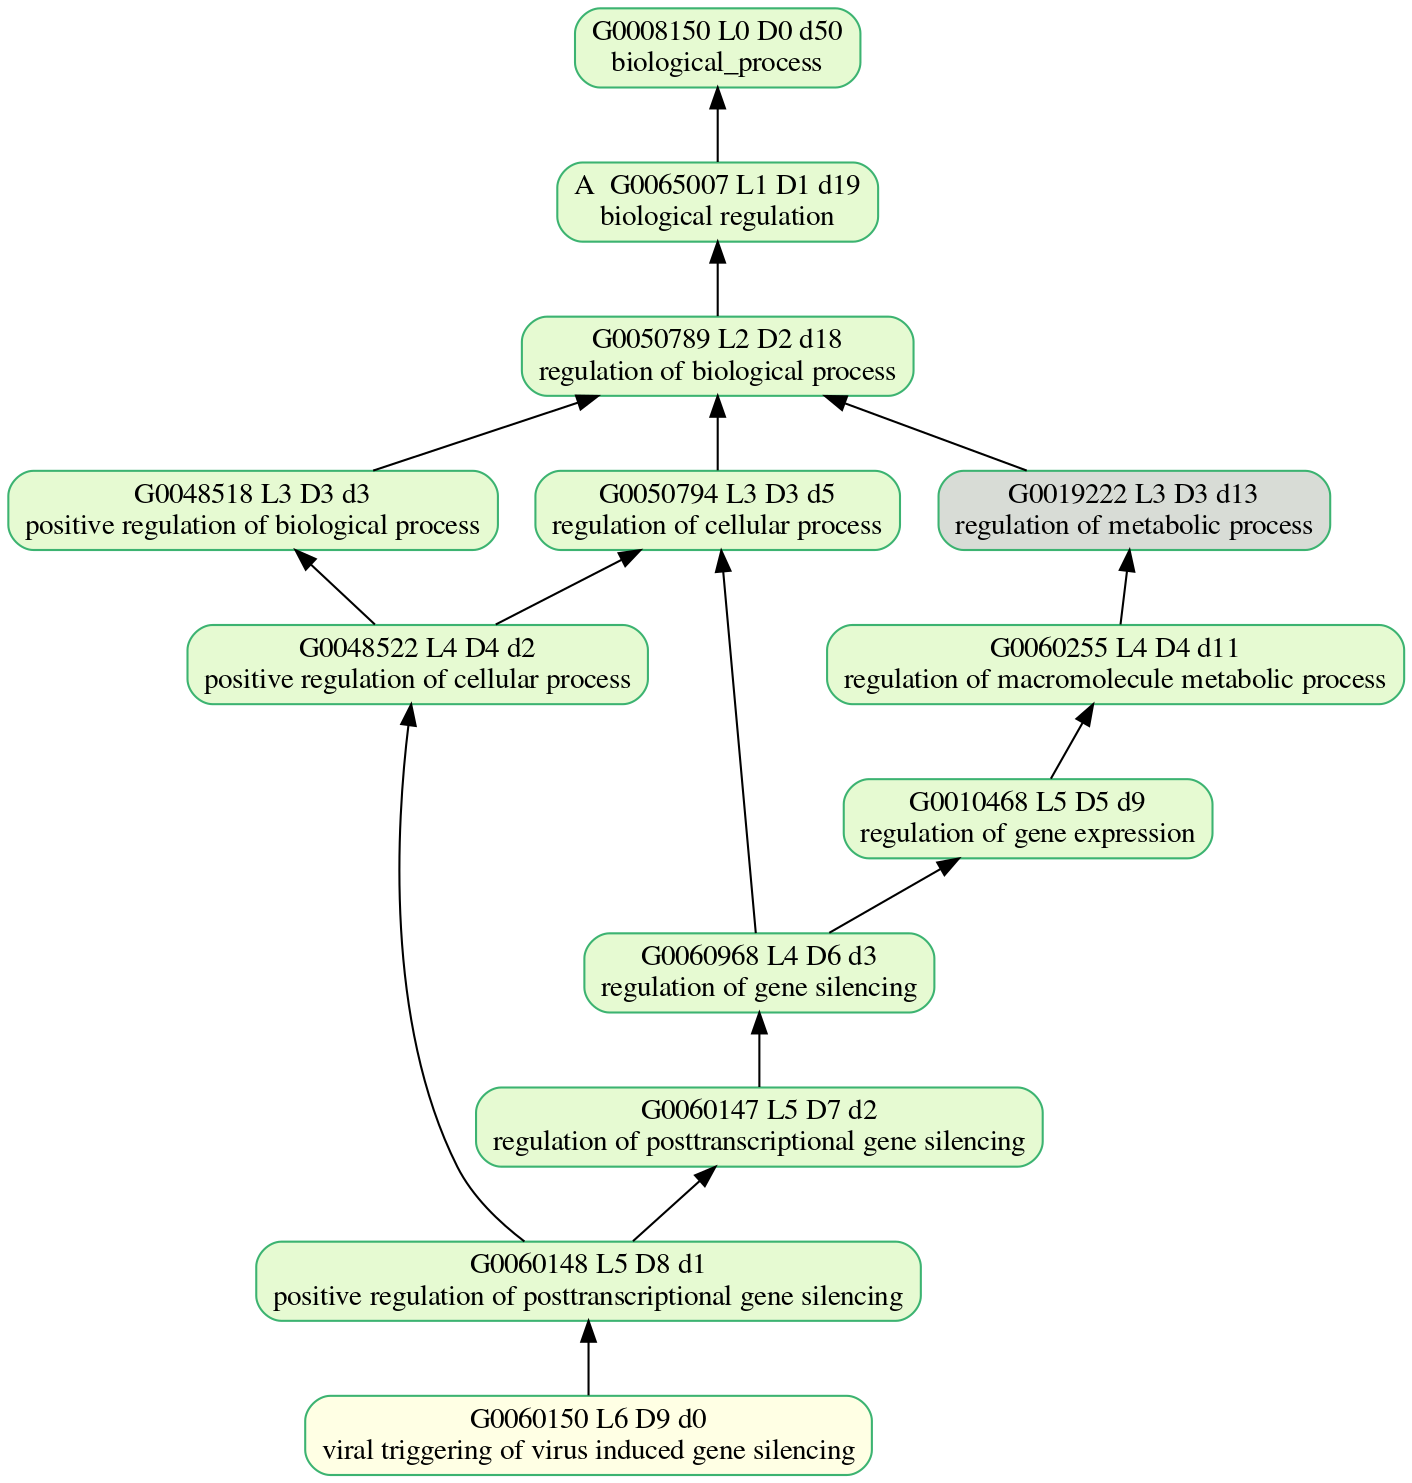 G0008150 L0 D0 d50
biological_process
A  G0065007 L1 D1 d19
biological regulation
G0050789 L2 D2 d18
regulation of biological process
G0048518 L3 D3 d3
positive regulation of biological process
G0050794 L3 D3 d5
regulation of cellular process
G0019222 L3 D3 d13
regulation of metabolic process
G0048522 L4 D4 d2
positive regulation of cellular process
G0060255 L4 D4 d11
regulation of macromolecule metabolic process
G0010468 L5 D5 d9
regulation of gene expression
G0060968 L4 D6 d3
regulation of gene silencing
G0060147 L5 D7 d2
regulation of posttranscriptional gene silencing
G0060148 L5 D8 d1
positive regulation of posttranscriptional gene silencing
G0060150 L6 D9 d0
viral triggering of virus induced gene silencing